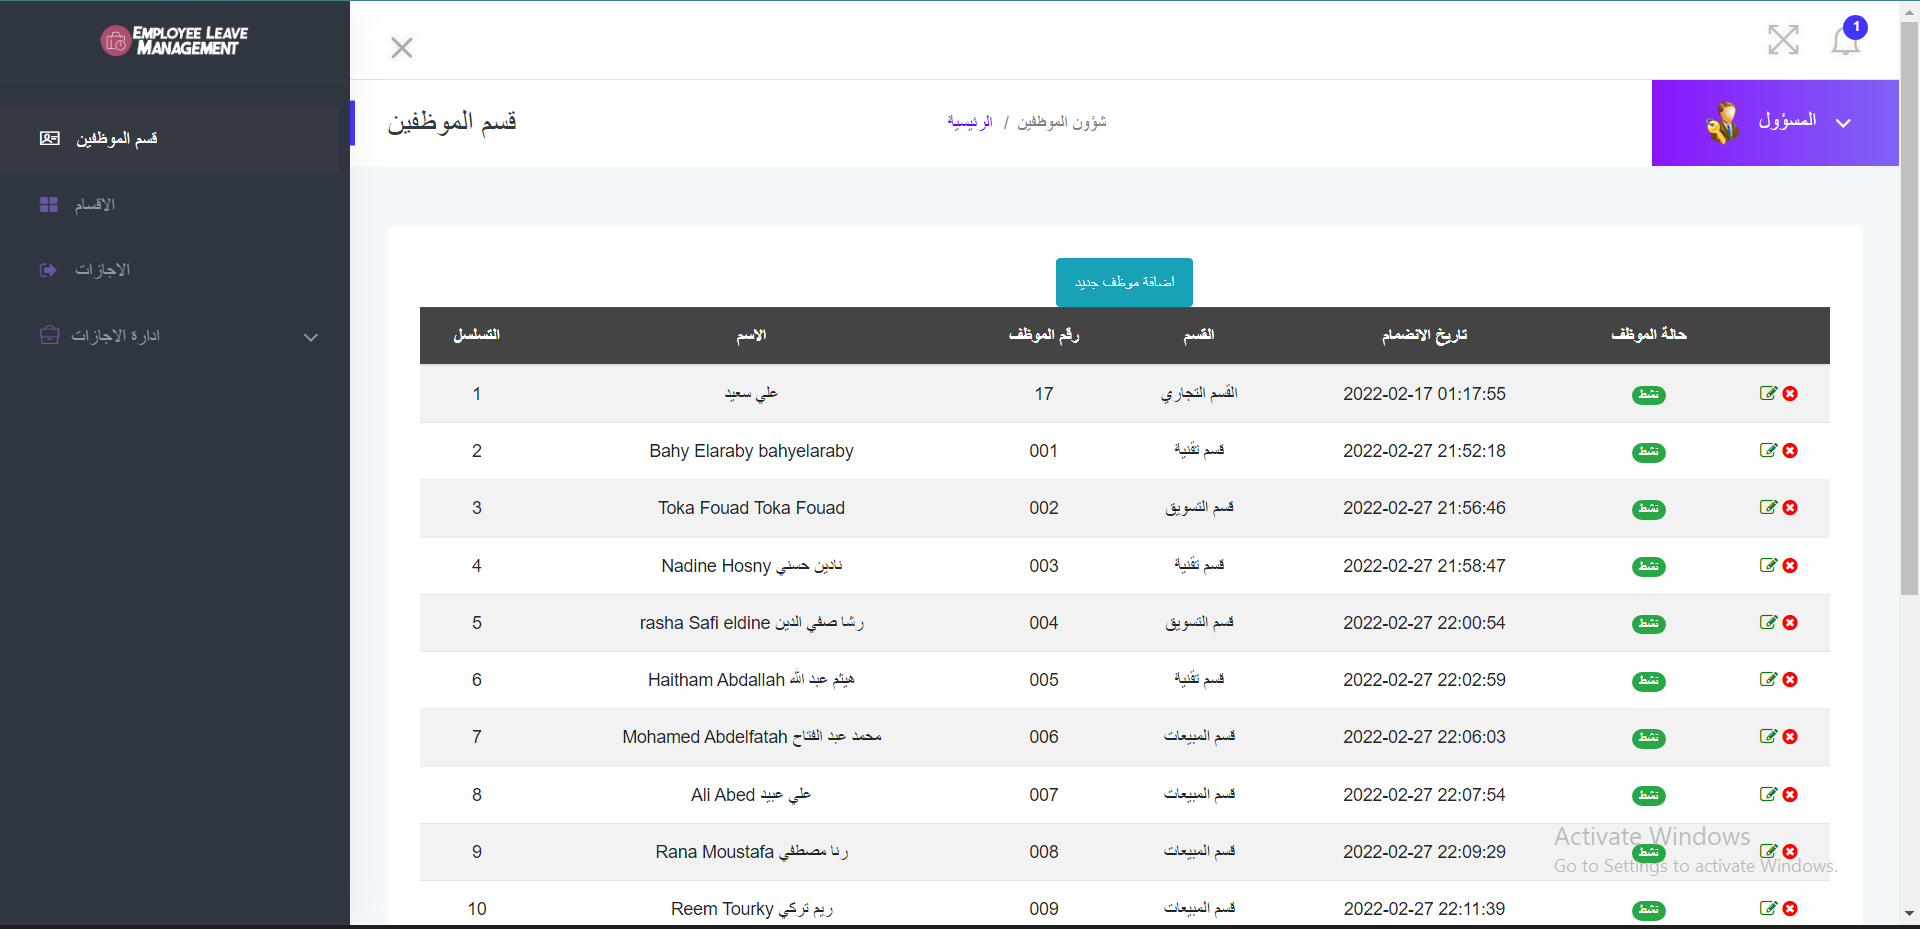 EMPLOYEE LEAVE
MANAGEMENT
1
قسم الموظفين
الرئيسية / شؤون الموظفين
المسؤول
قسم الموظفين
الاقسام
الاجازات
ادارة الاجازات
اضافة موظف جديد
التسلسل الاسم رقم الموظف القسم تاريخ الانضمام حالة الموظف
1 علي سعيد 17 القسم التجاري 2022-02-17 01:17:55 نشط
2 Bahy Elaraby bahyelaraby 001 قسم تقنية 2022-02-27 21:52:18 نشط
3 Toka Fouad Toka Fouad 002 قسم التسويق 2022-02-27 21:56:46 نشط
4 Nadine Hosny نادين حسني 003 قسم تقنية 2022-02-27 21:58:47 نشط
5 rasha Safi eldine رشا صفي الدين 004 قسم التسويق 2022-02-27 22:00:54 نشط
6 Haitham Abdallah هيثم عبد الله 005 قسم تقنية 2022-02-27 22:02:59 نشط
7 Mohamed Abdelfatah محمد عبد الفتاح 006 قسم المبيعات 2022-02-27 22:06:03 نشط
8 Ali Abed علي عبيد 007 قسم المبيعات 2022-02-27 22:07:54 نشط
9 Rana Moustafa رنا مصطفي 008 قسم المبيعات 2022-02-27 22:09:29 نشط
10 Reem Tourky ريم تركي 009 قسم المبيعات 2022-02-27 22:11:39 نشط
Activate Windows
Go to Settings to activate Windows.